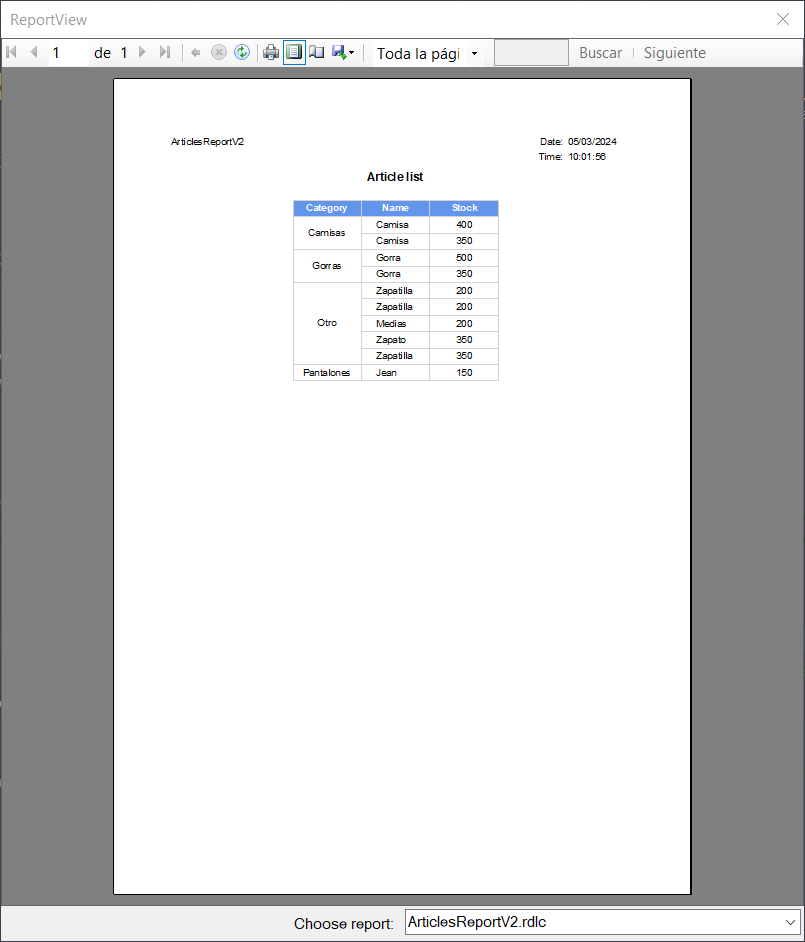 ReportView
1 de 1 Toda la pági Buscar Siguiente
ArticlesReportV2 Date: 05/03/2024
Time: 10:01:56
Article list
Category Name Stock
Camisas Camisa 400
Camisa 350
Gorras Gorra 500
Gorra 350
Otro Zapatilla 200
Zapatilla 200
Medias 200
Zapato 350
Zapatilla 350
Pantalones Jean 150
Choose report: ArticlesReportV2.rdlc